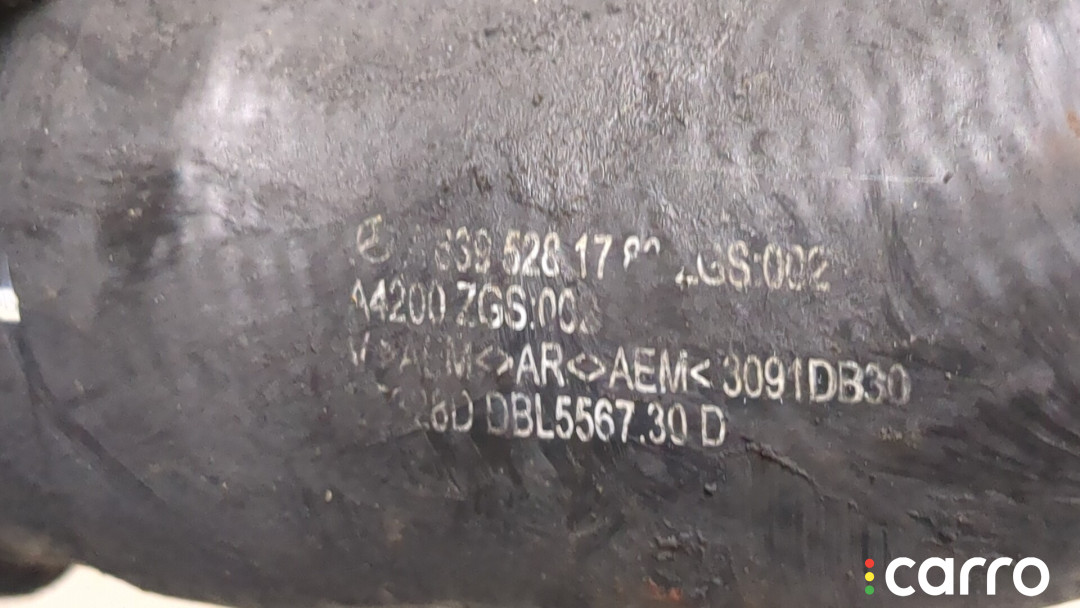 639 528 17 ZGS:002
A4200 ZGS:003
>AEM<>AR<>AEM< 3091DB30
DBL5567.30 D
carro